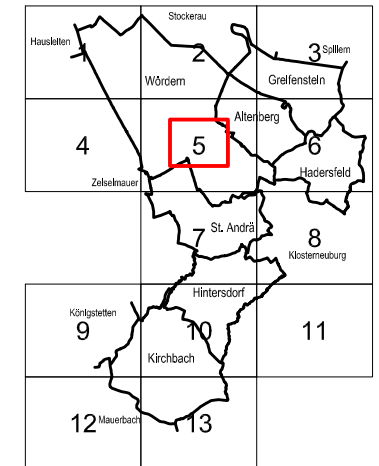 Stockerau
Hausleiten
1
2
3 Spillern
Wördern
Greifenstein
Altenberg
4
5
6
Hadersfeld
Zeiselmauer
St. Andrä
7
8
Klosterneuburg
Hintersdorf
Königstetten
9
10
11
Kirchbach
12 Mauerbach
13